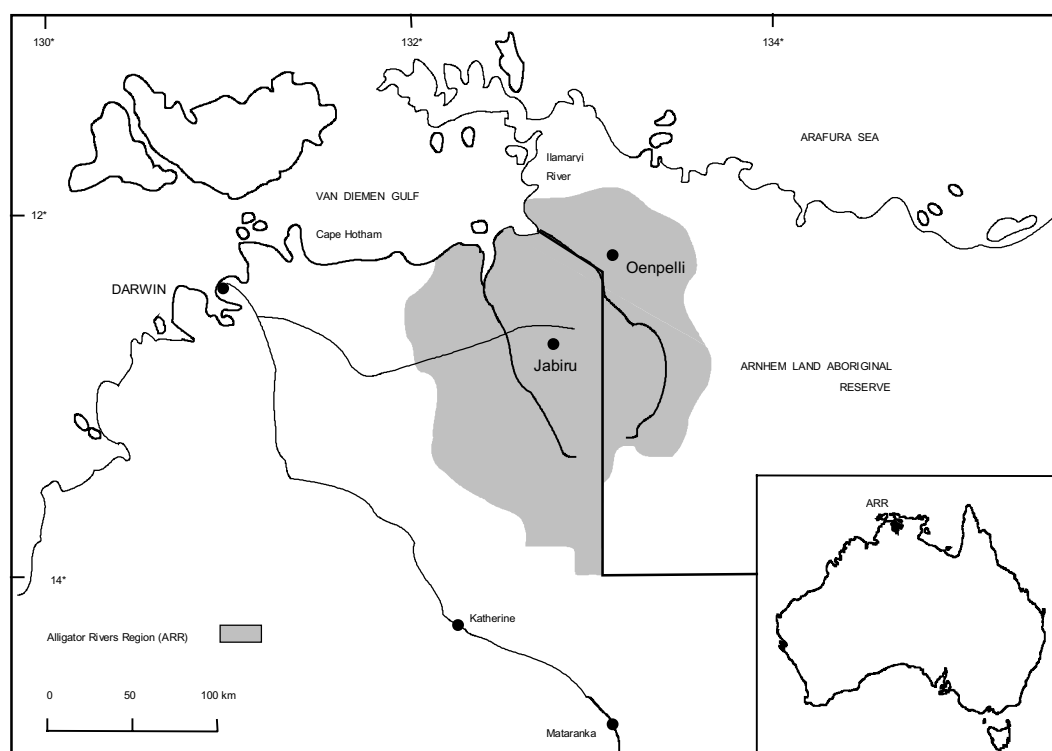 130°
132°
134°
ARAFURA SEA
Ilamaryi
River
VAN DIEMEN GULF
12°
Cape Hotham
Oenpelli
DARWIN
Jabiru
ARNHEM LAND ABORIGINAL
RESERVE
ARR
14°
Katherine
Alligator Rivers Region (ARR)
0 50 100 km
Mataranka